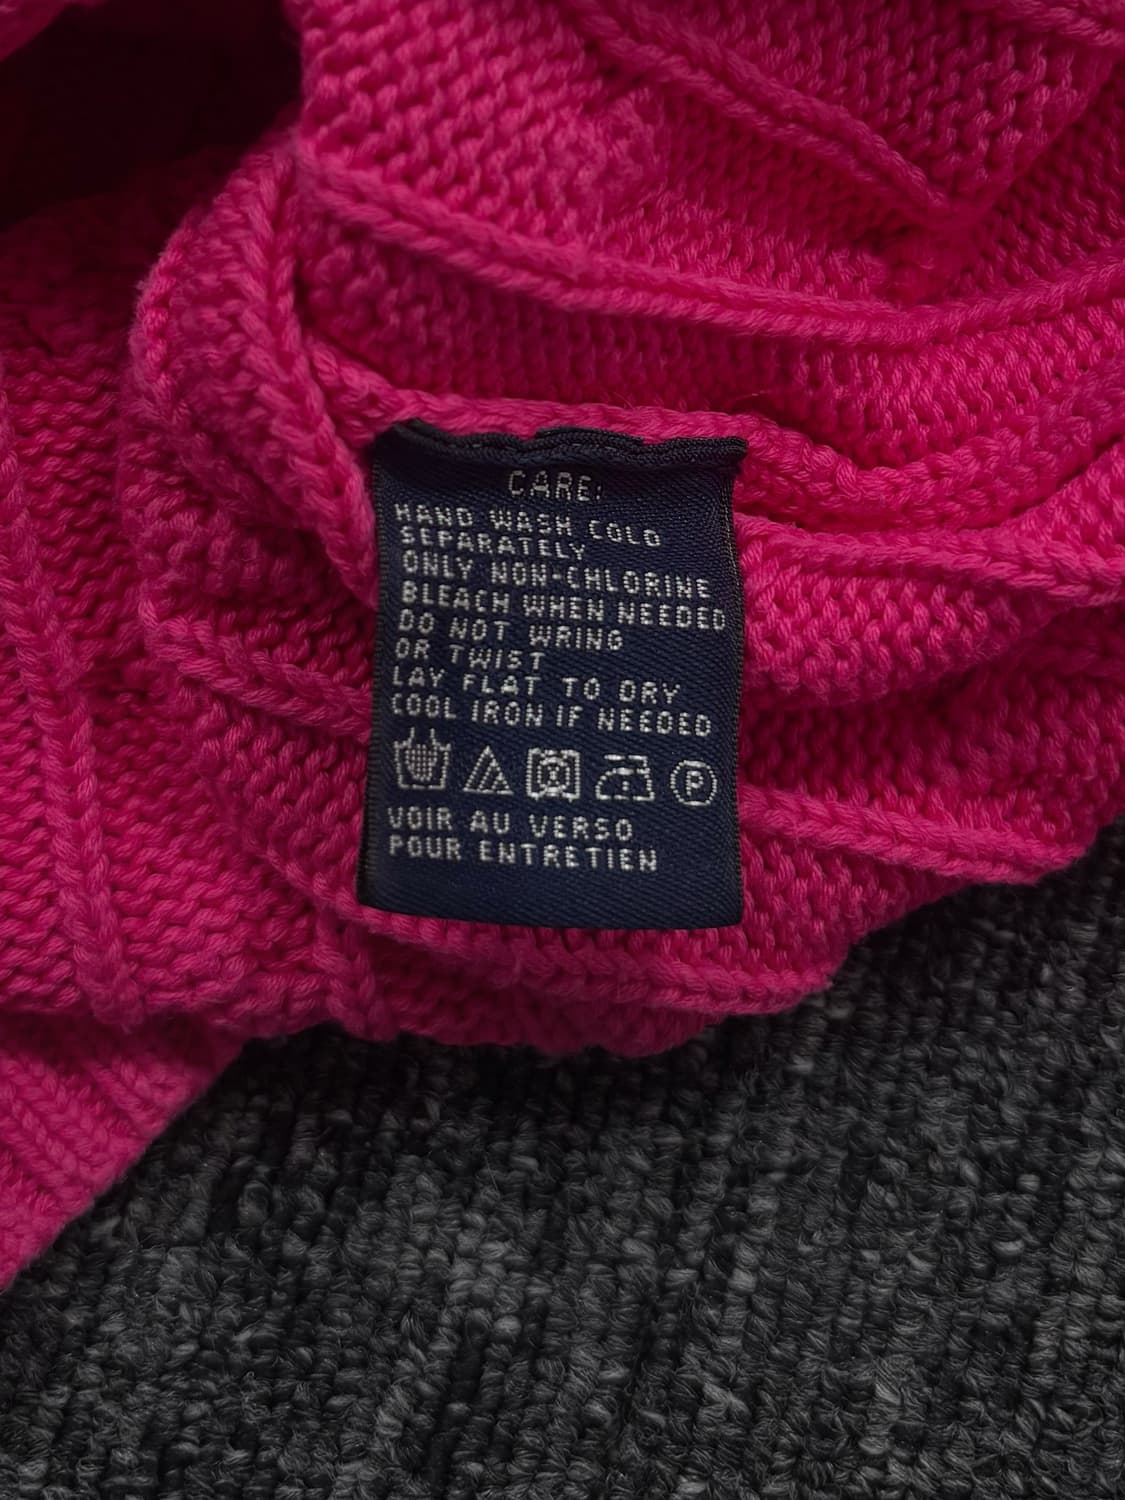 CARE:
HAND WASH COLD
SEPARATELY
ONLY NON-CHLORINE
BLEACH WHEN NEEDED
DO NOT WRING
OR TWIST
LAY FLAT TO DRY
COOL IRON IF NEEDED
P
VOIR AU VERSO
POUR ENTRETIEN